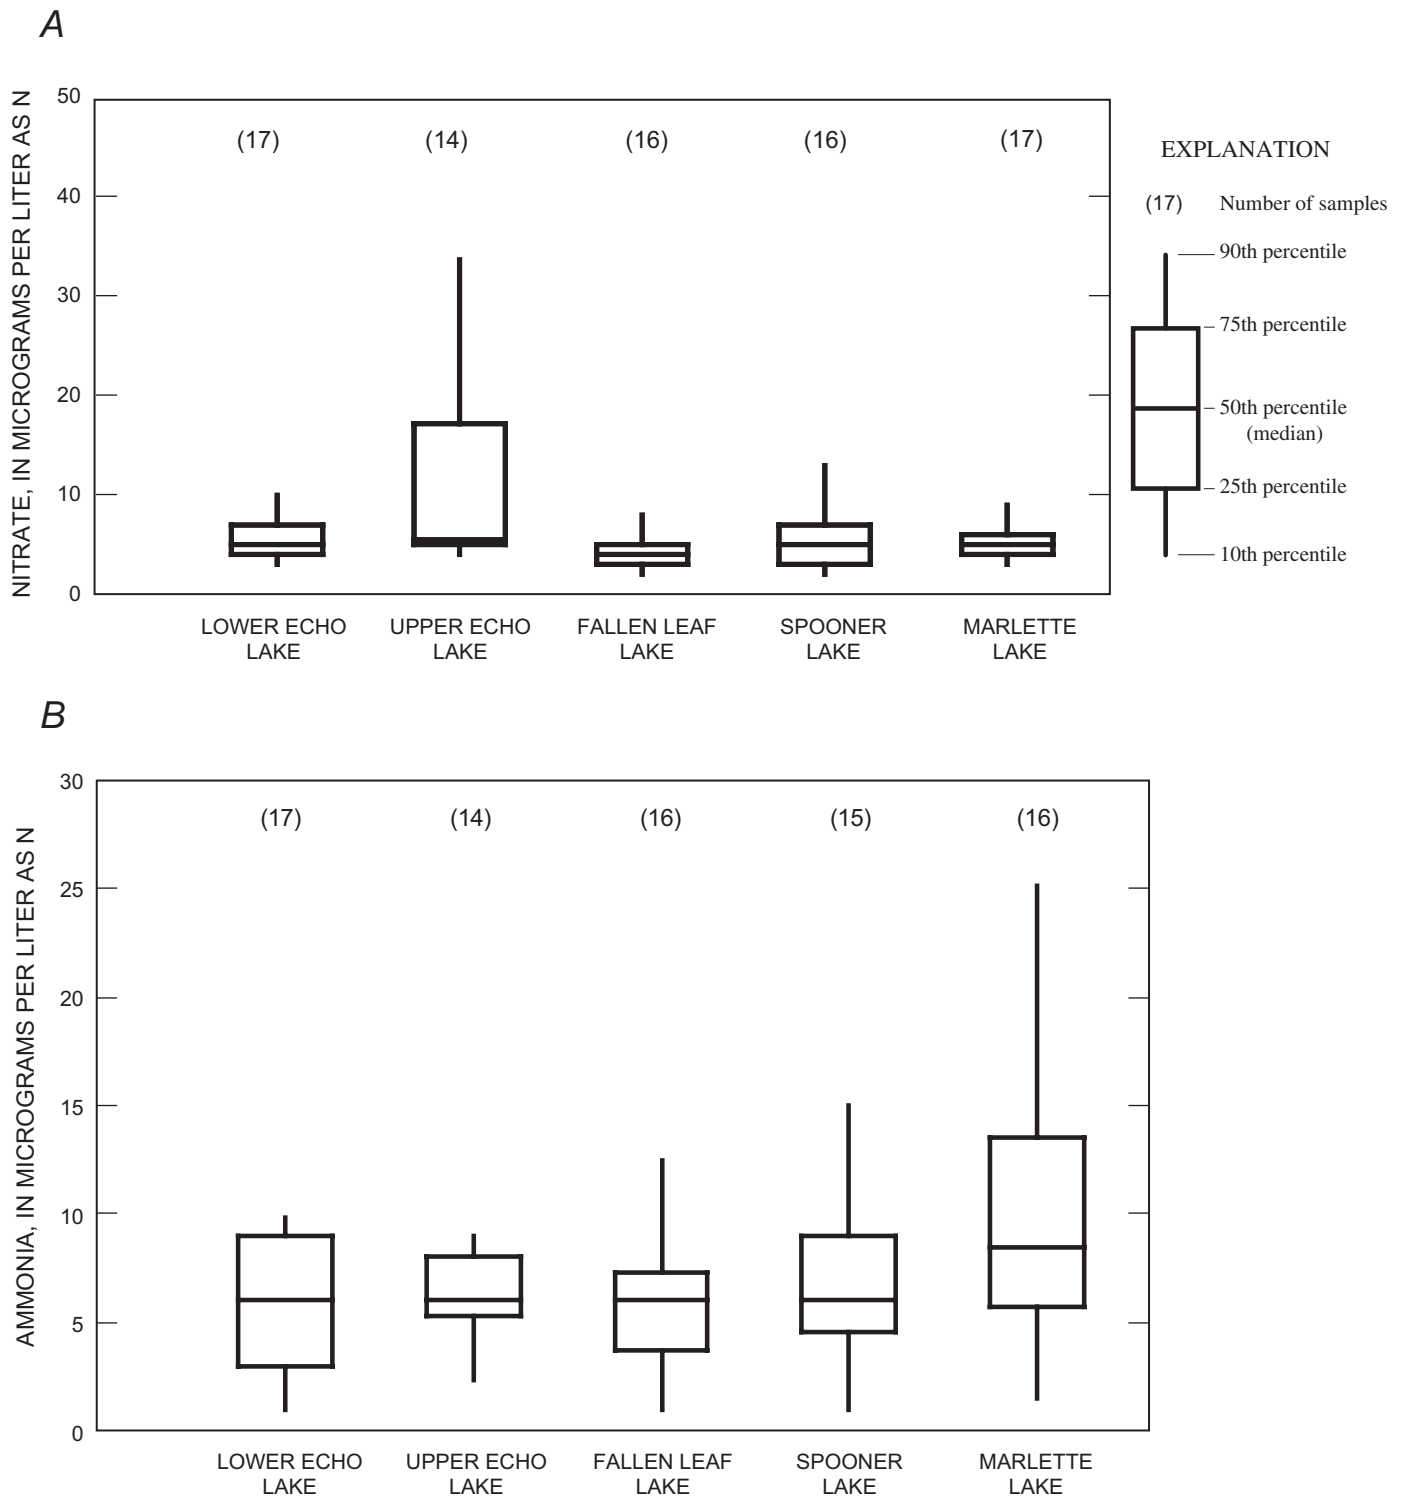 A
NITRATE, IN MICROGRAMS PER LITER AS N
50
40
30
20
10
0
(17) (14) (16) (16) (17)
LOWER ECHO LAKE
UPPER ECHO LAKE
FALLEN LEAF LAKE
SPOONER LAKE
MARLETTE LAKE
EXPLANATION
(17) Number of samples
90th percentile
75th percentile
50th percentile
(median)
25th percentile
10th percentile
B
AMMONIA, IN MICROGRAMS PER LITER AS N
30
25
20
15
10
5
0
(17) (14) (16) (15) (16)
LOWER ECHO LAKE
UPPER ECHO LAKE
FALLEN LEAF LAKE
SPOONER LAKE
MARLETTE LAKE